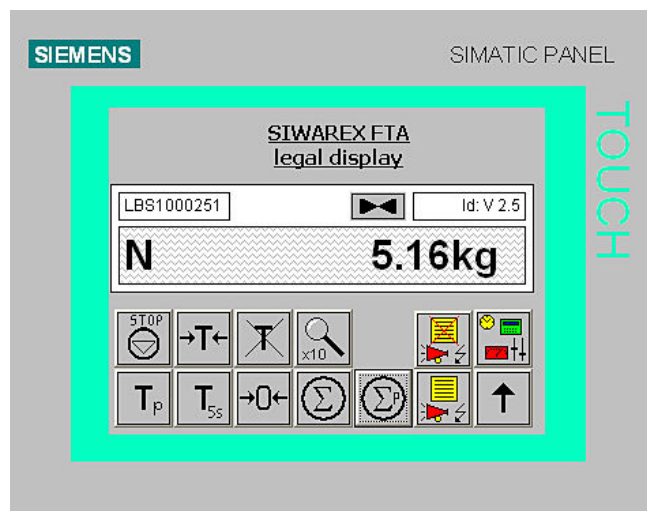 SIEMENS
SIMATIC PANEL
TOUCH
SIWAREX FTA
legal display
LBS1000251
Id: V 2.5
N 5.16kg
STOP
→T←
T
x10
Tp
T5s
→0←
Σ
Σp